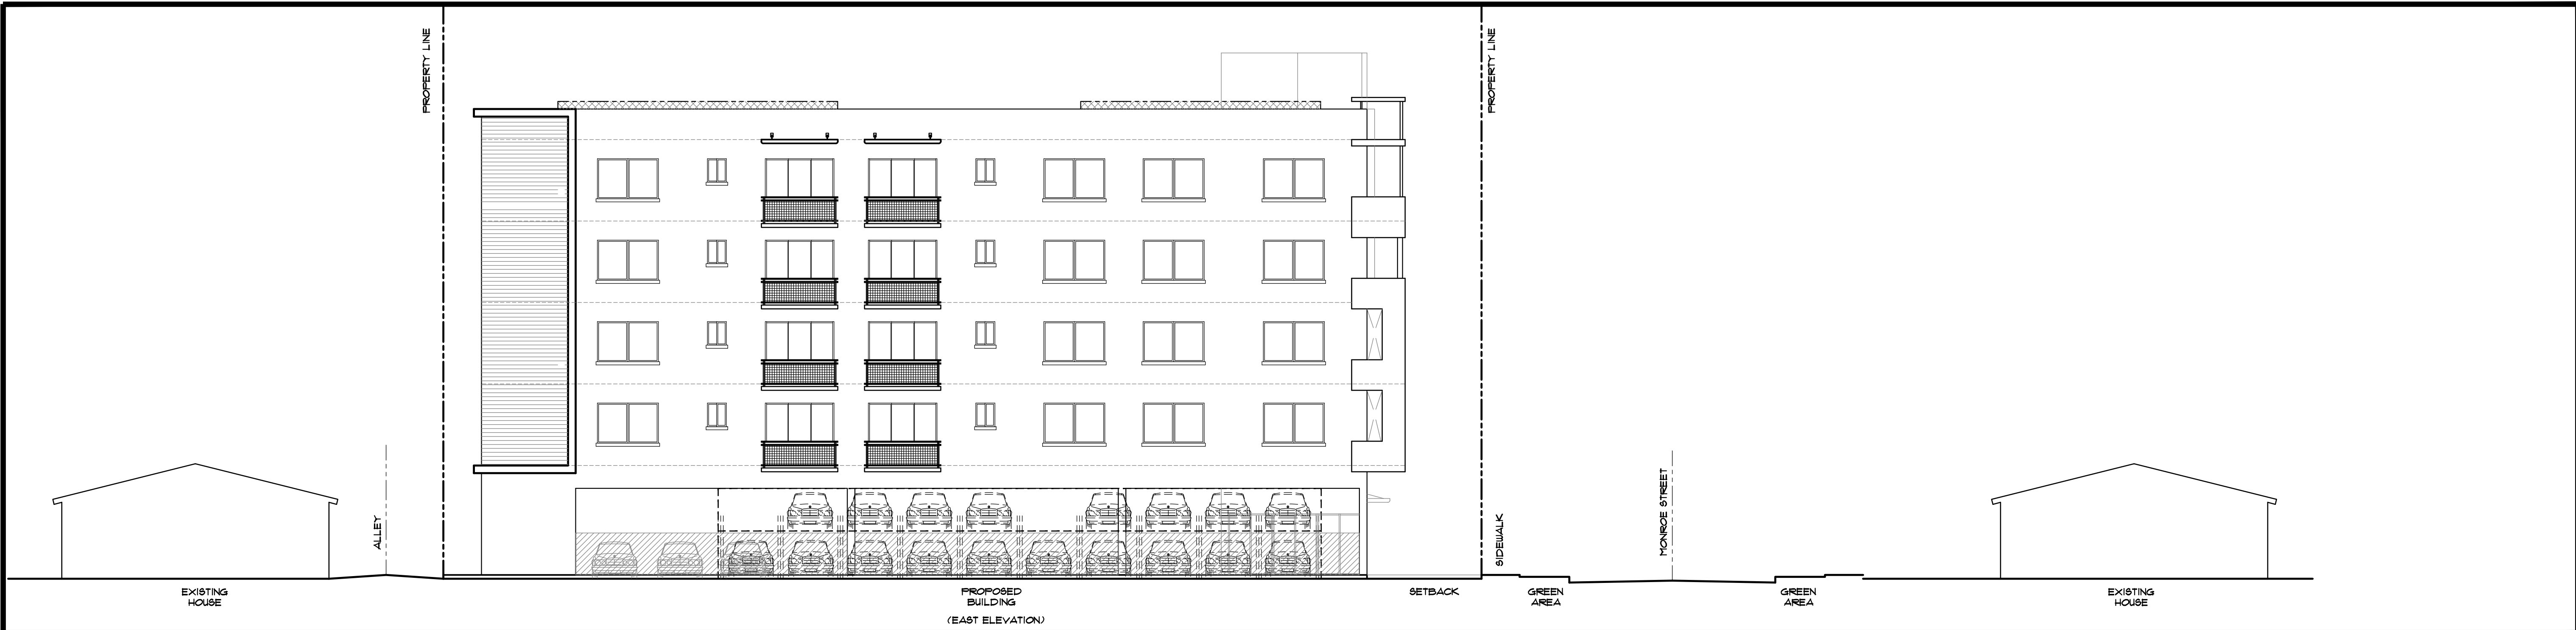 PROPERTY LINE
PROPERTY LINE
ALLEY
SIDEWALK
MONROE STREET
EXISTING
HOUSE
PROPOSED
BUILDING
(EAST ELEVATION)
SETBACK
GREEN
AREA
GREEN
AREA
EXISTING
HOUSE